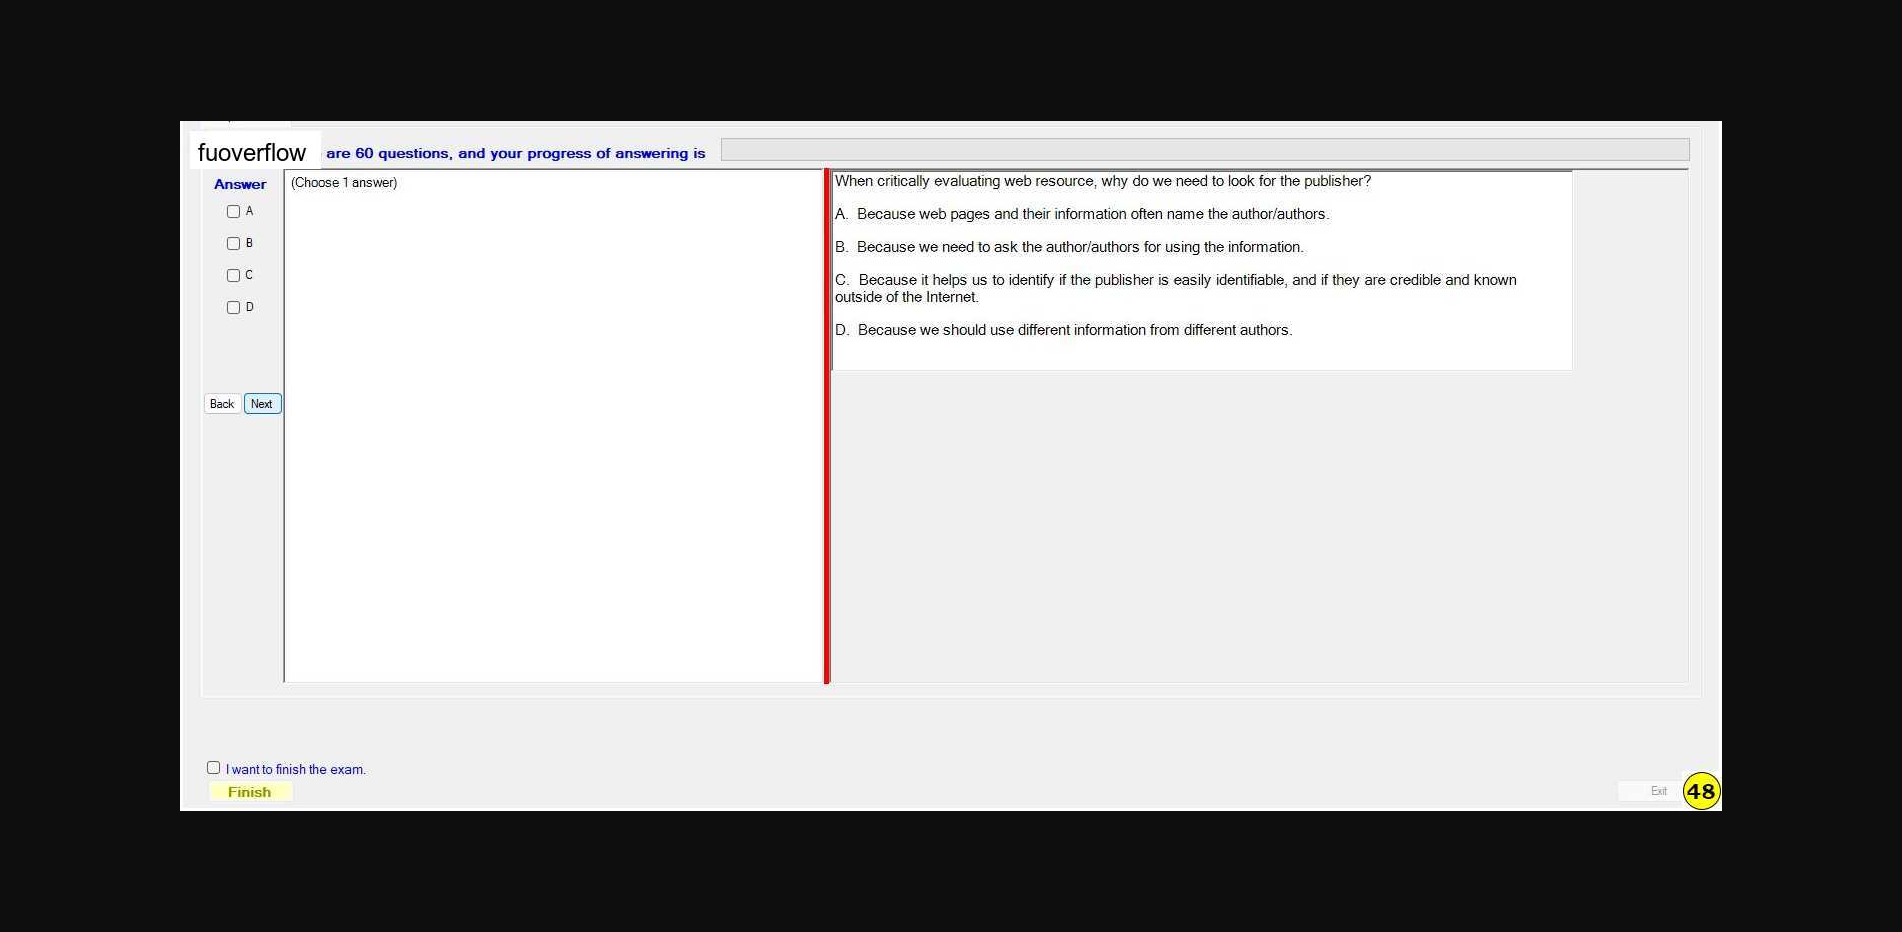 fuoverflow are 60 questions, and your progress of answering is
Answer
(Choose 1 answer)
A
B
C
D
Back Next
When critically evaluating web resource, why do we need to look for the publisher?
A. Because web pages and their information often name the author/authors.
B. Because we need to ask the author/authors for using the information.
C. Because it helps us to identify if the publisher is easily identifiable, and if they are credible and known
outside of the Internet.
D. Because we should use different information from different authors.
I want to finish the exam.
Finish
Exit
48